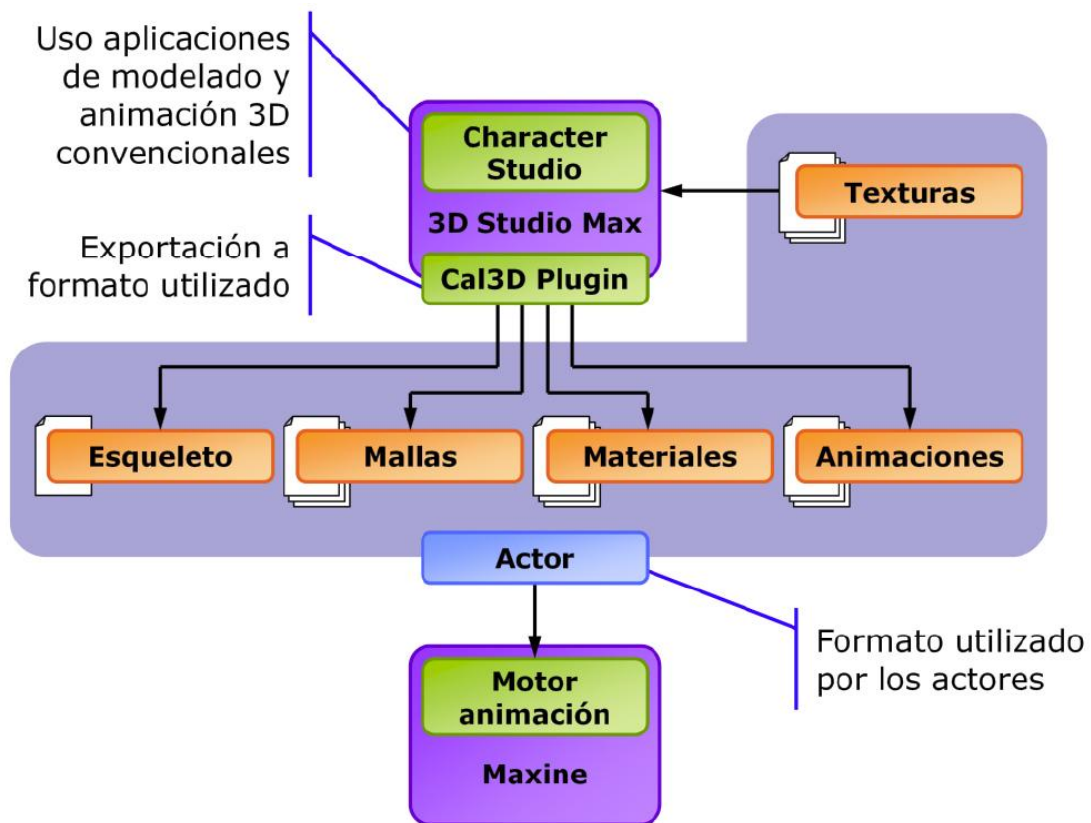 Uso aplicaciones
de modelado y
animación 3D
convencionales
Character
Studio
3D Studio Max
Texturas
Exportación a
formato utilizado
Cal3D Plugin
Esqueleto
Mallas
Materiales
Animaciones
Actor
Formato utilizado
por los actores
Motor
animación
Maxine